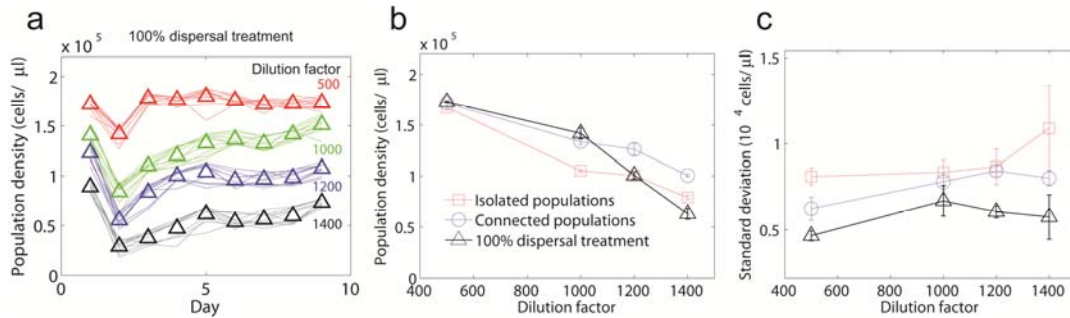 a
100% dispersal treatment
x 10 5
Population density (cells/ μl)
2
1.5
1
0.5
0
Dilution factor
500
1000
1200
1400
0
5
10
Day
b
x 10 5
Population density (cells/ μl)
2
1.5
1
0.5
0
Isolated populations
Connected populations
100% dispersal treatment
400
600
800
1000
1200
1400
Dilution factor
c
Standard deviation (10 4 cells/ μl)
2
1.5
1
0.5
400
600
800
1000
1200
1400
Dilution factor